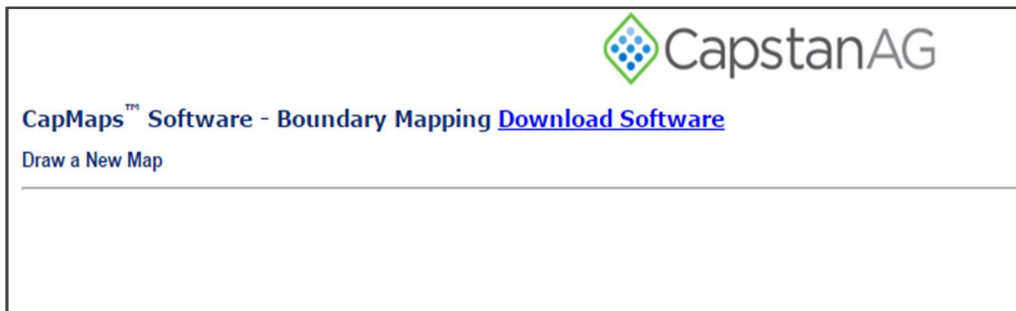 CapstanAG
CapMaps™ Software - Boundary Mapping Download Software
Draw a New Map